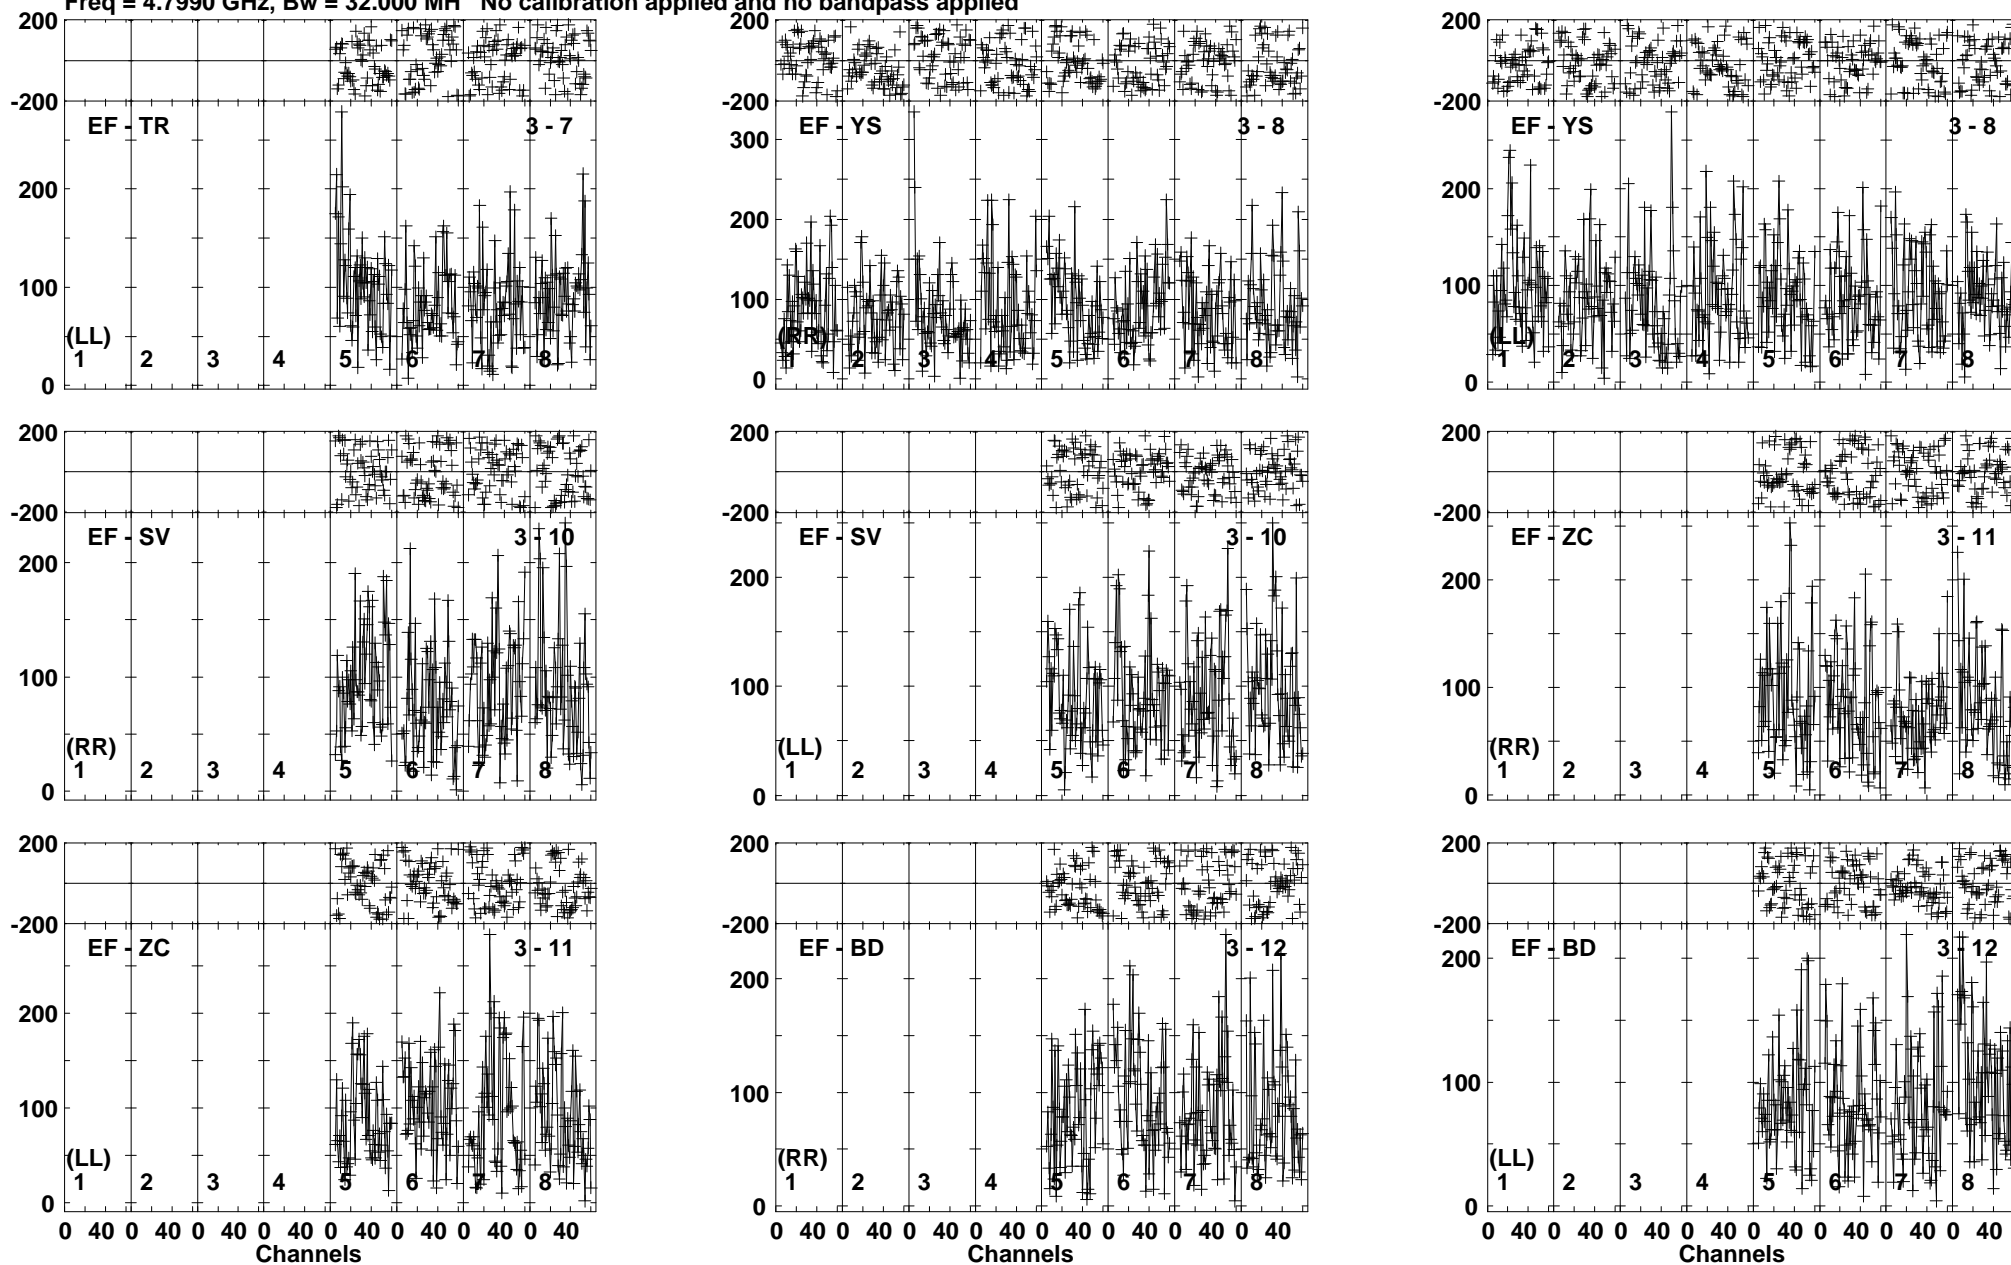 Freq = 4.7990 GHz, Bw = 32.000 MH   No calibration applied and no bandpass applied
200 200 200
-200 -200 -200
EF - TR 3 - 7 EF - YS 3 - 8 EF - YS 3 - 8
300
200 200 200
100 100 100
(LL) (RR) (LL)
1 2 3 4 5 6 7 8 1 2 3 4 5 6 7 8 1 2 3 4 5 6 7 8
0 0 0
200 200 200
-200 -200 -200
EF - SV 3 - 10 EF - SV 3 - 10 EF - ZC 3 - 11
200 200 200
100 100 100
(RR) (LL) (RR)
1 2 3 4 5 6 7 8 1 2 3 4 5 6 7 8 1 2 3 4 5 6 7 8
0 0 0
200 200 200
-200 -200 -200
EF - ZC 3 - 11 EF - BD 3 - 12 EF - BD 3 - 12
200 200 200
100 100 100
(LL) (RR) (LL)
1 2 3 4 5 6 7 8 1 2 3 4 5 6 7 8 1 2 3 4 5 6 7 8
0 0 0
0 40 0 40 0 40 0 40 0 40 0 40 0 40 0 40 0 40 0 40 0 40 0 40 0 40 0 40 0 40 0 40 0 40 0 40 0 40 0 40 0 40 0 40 0 40 0 40
Channels Channels Channels